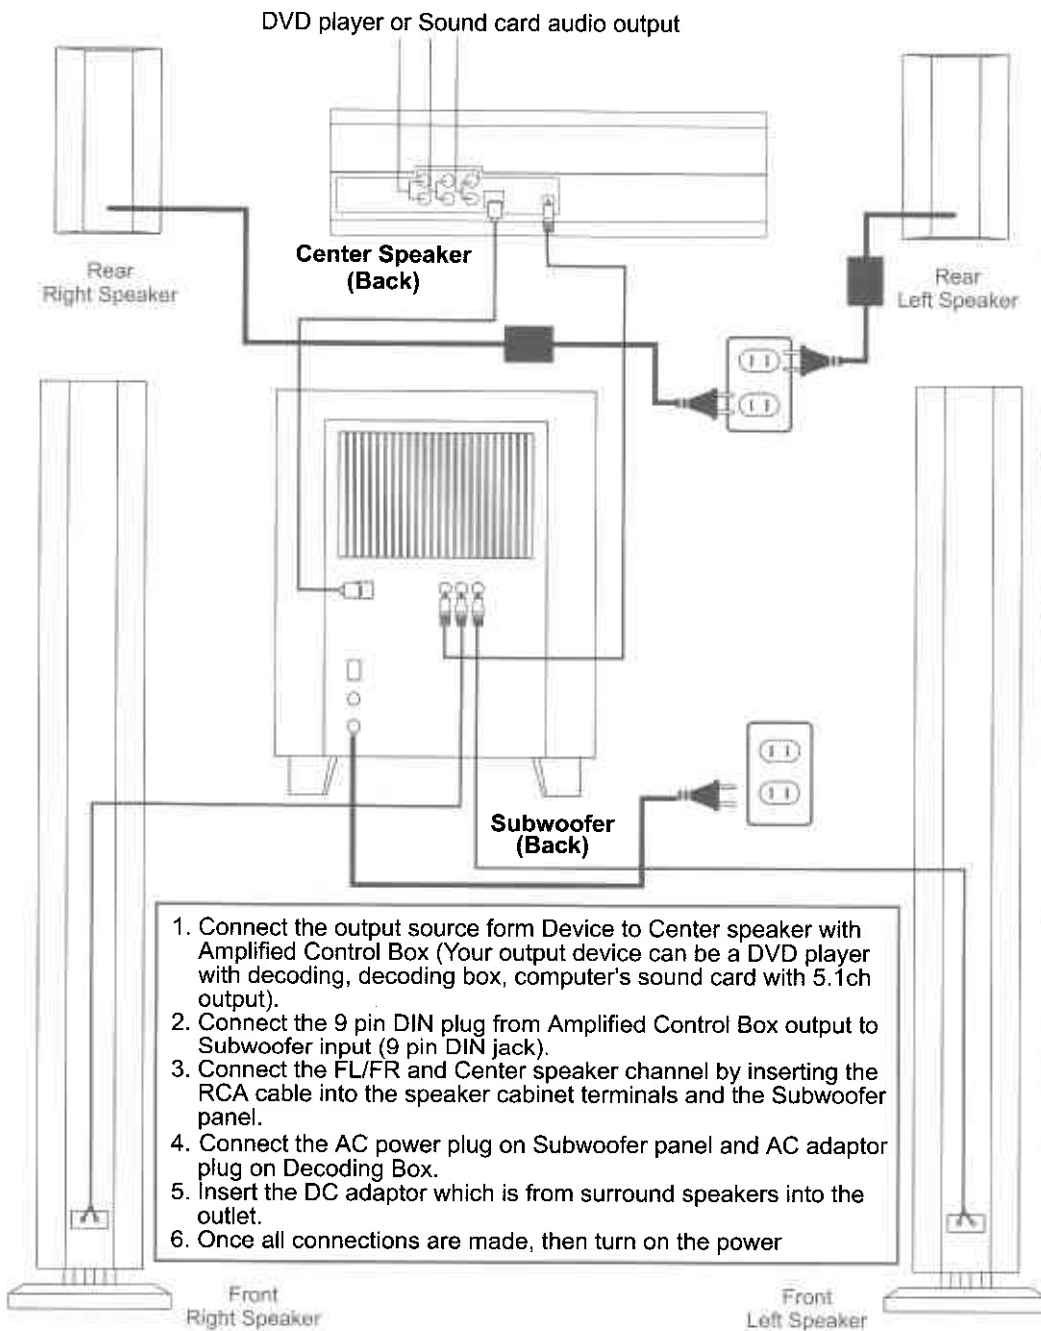 DVD player or Sound card audio output
Center Speaker
(Back)
Rear
Right Speaker
Rear
Left Speaker
Subwoofer
(Back)
1. Connect the output source form Device to Center speaker with
Amplified Control Box (Your output device can be a DVD player
with decoding, decoding box, computer's sound card with 5.1ch
output).
2. Connect the 9 pin DIN plug from Amplified Control Box output to
Subwoofer input (9 pin DIN jack).
3. Connect the FL/FR and Center speaker channel by inserting the
RCA cable into the speaker cabinet terminals and the Subwoofer
panel.
4. Connect the AC power plug on Subwoofer panel and AC adaptor
plug on Decoding Box.
5. Insert the DC adaptor which is from surround speakers into the
outlet.
6. Once all connections are made, then turn on the power
Front
Right Speaker
Front
Left Speaker